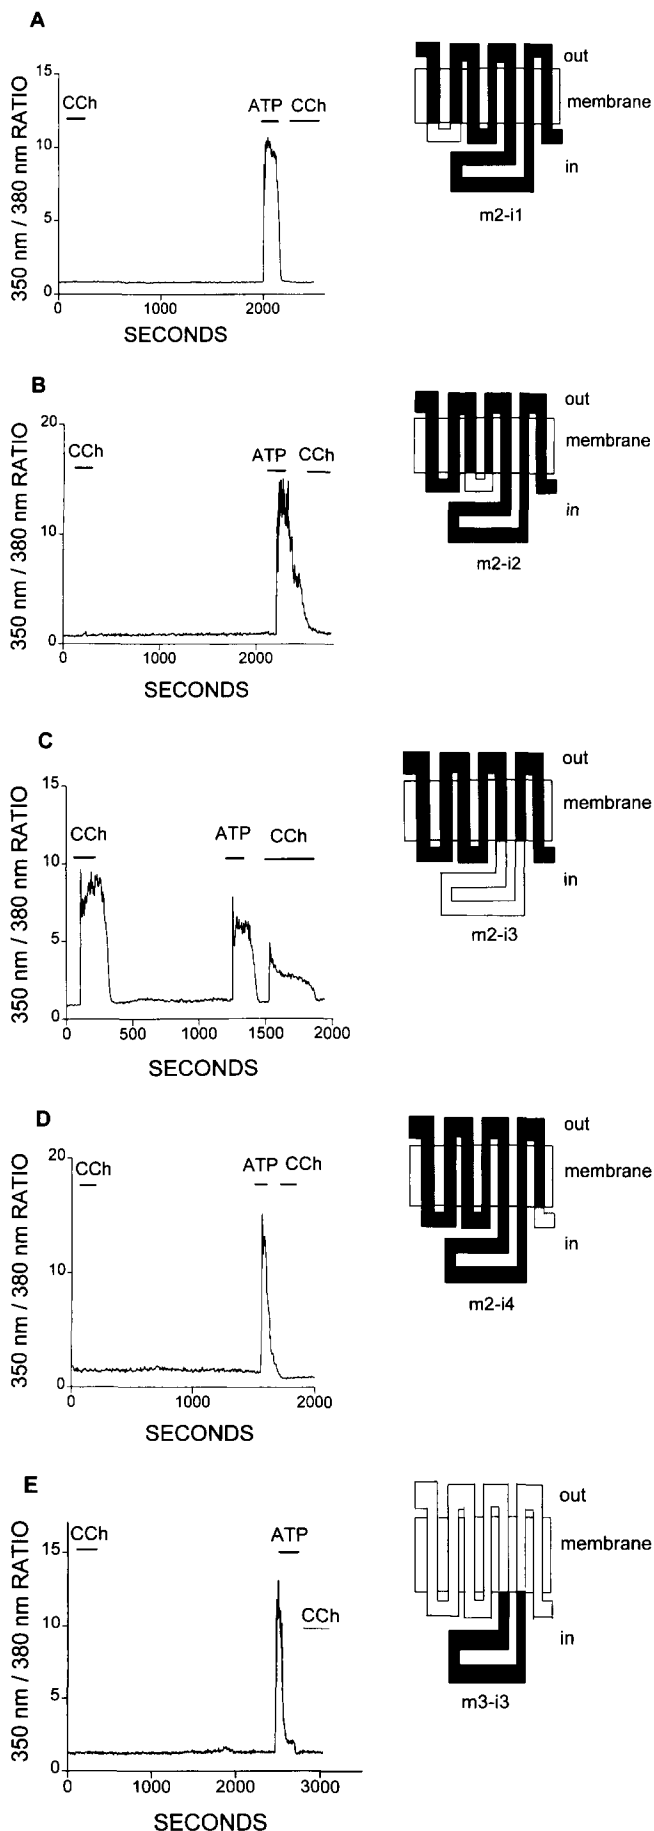 A
350 nm / 380 nm RATIO
15
10
5
0
CCh
ATP
CCh
0
1000
2000
SECONDS
out
membrane
in
m2-i1
B
350 nm / 380 nm RATIO
20
10
0
CCh
ATP
CCh
0
1000
2000
SECONDS
out
membrane
in
m2-i2
C
350 nm / 380 nm RATIO
15
10
5
0
CCh
ATP
CCh
0
500
1000
1500
2000
SECONDS
out
membrane
in
m2-i3
D
350 nm / 380 nm RATIO
20
10
0
CCh
ATP
CCh
0
1000
2000
SECONDS
out
membrane
in
m2-i4
E
350 nm / 380 nm RATIO
15
10
5
0
CCh
ATP
CCh
0
1000
2000
3000
SECONDS
out
membrane
in
m3-i3